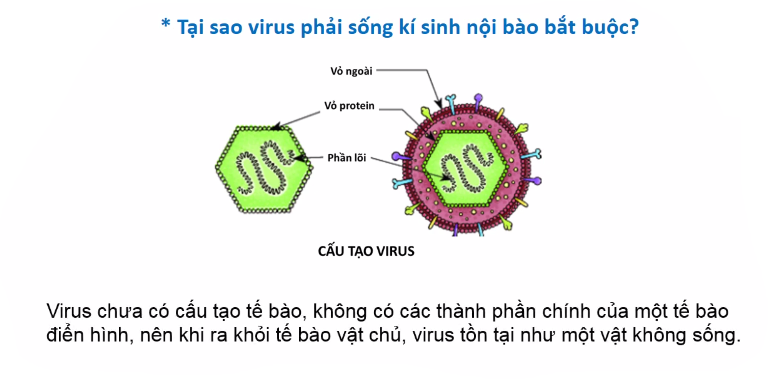 * Tại sao virus phải sống kí sinh nội bào bắt buộc?
Vỏ ngoài
Vỏ protein
Phần lõi
CẤU TẠO VIRUS
Virus chưa có cấu tạo tế bào, không có các thành phần chính của một tế bào
điển hình, nên khi ra khỏi tế bào vật chủ, virus tồn tại như một vật không sống.